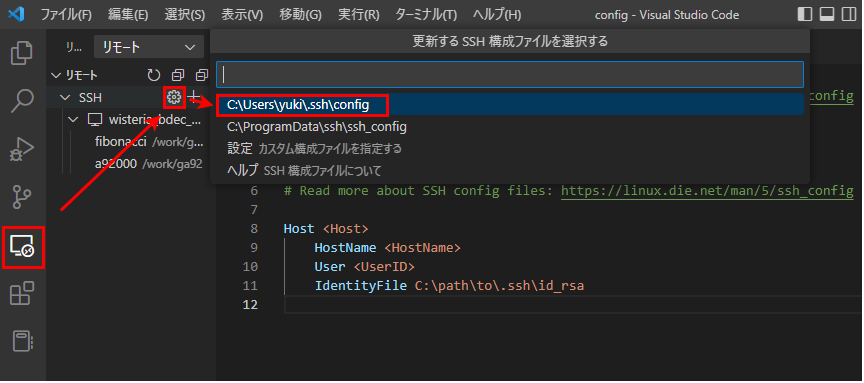 ファイル(F) 編集(E) 選択(S) 表示(V) 移動(G) 実行(R) ターミナル(T) ヘルプ(H) config - Visual Studio Code
リ... リモート
更新する SSH 構成ファイルを選択する
リモート
SSH
C:\Users\yuki\.ssh\config
wisteria_bdec_...
C:\ProgramData\ssh\ssh_config
fibonacci /work/g...
設定 カスタム構成ファイルを指定する
a92000 /work/ga92
ヘルプ SSH 構成ファイルについて
6 # Read more about SSH config files: https://linux.die.net/man/5/ssh_config
7
8 Host <Host>
9 HostName <HostName>
10 User <UserID>
11 IdentityFile C:\path\to\.ssh\id_rsa
12